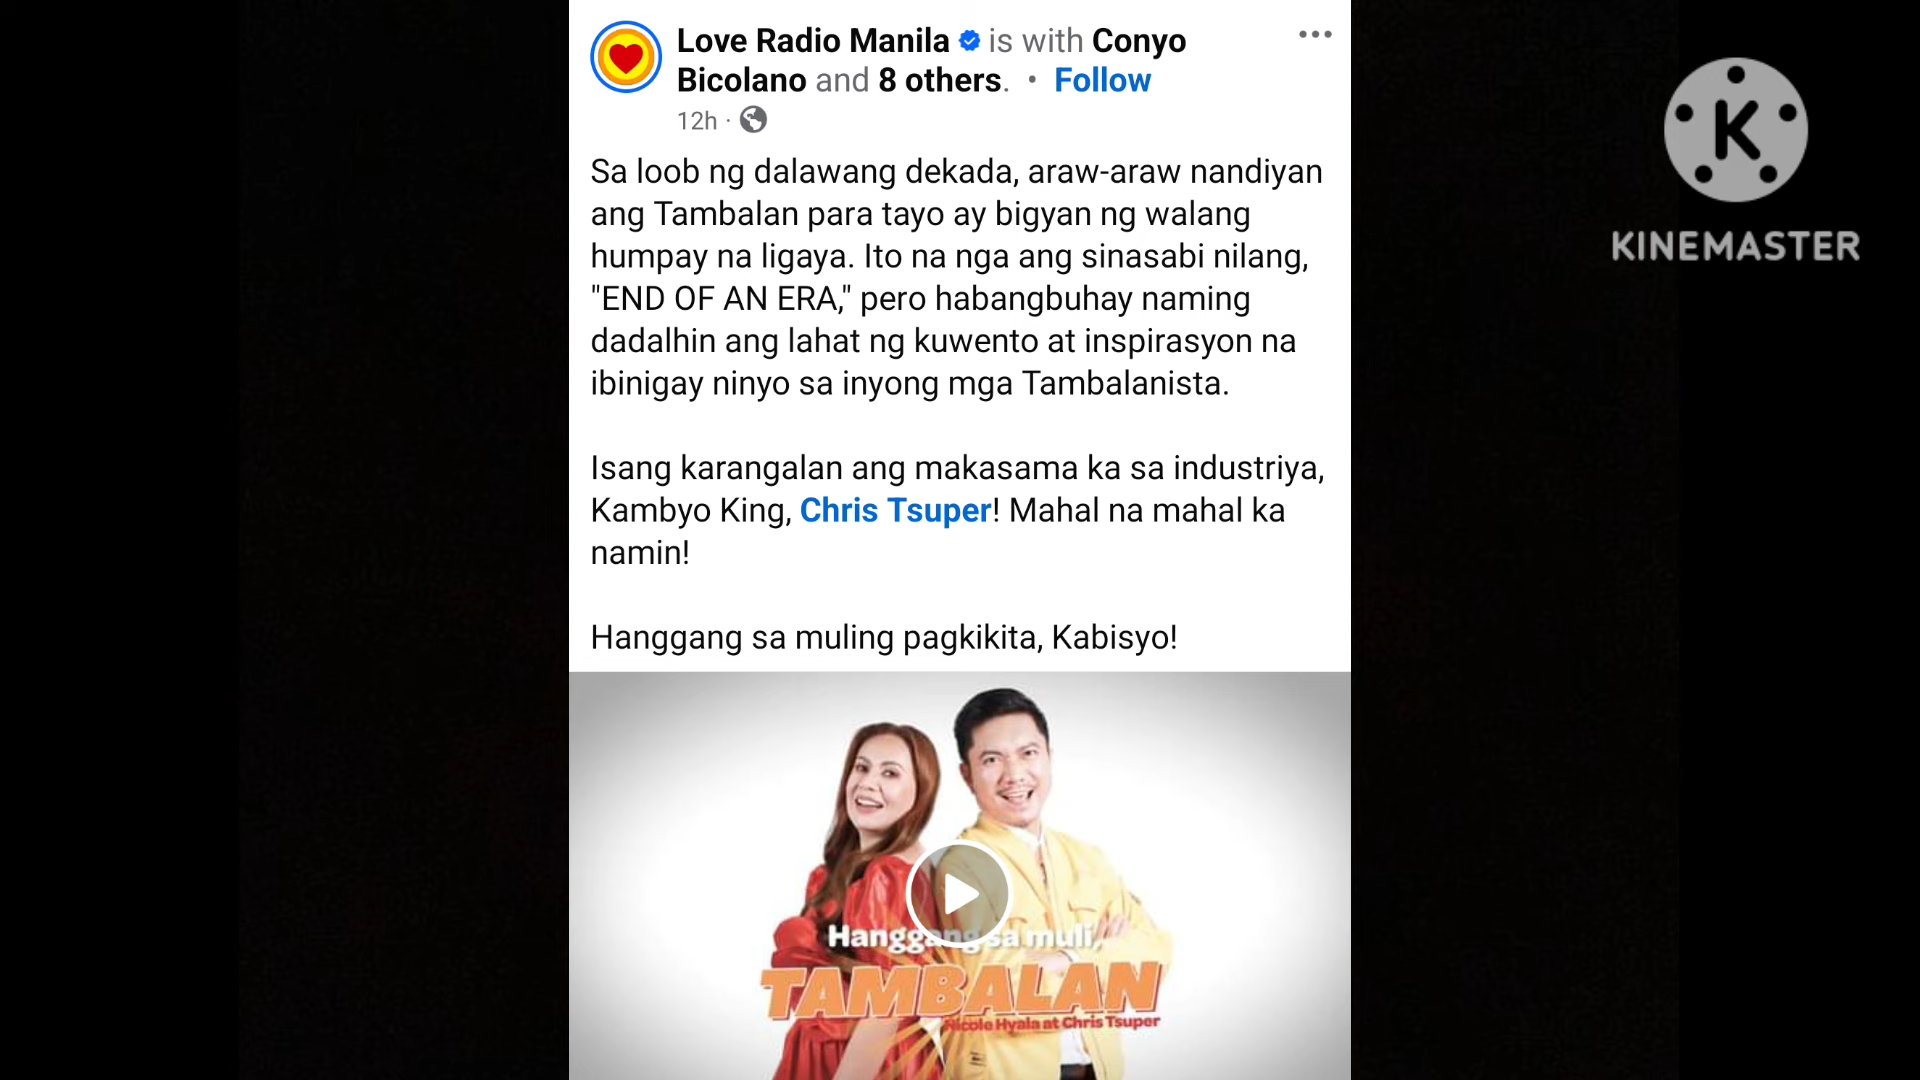 Love Radio Manila is with Conyo
Bicolano and 8 others. • Follow
12h ·
Sa loob ng dalawang dekada, araw-araw nandiyan
ang Tambalan para tayo ay bigyan ng walang
humpay na ligaya. Ito na nga ang sinasabi nilang,
"END OF AN ERA," pero habangbuhay naming
dadalhin ang lahat ng kuwento at inspirasyon na
ibinigay ninyo sa inyong mga Tambalanista.
Isang karangalan ang makasama ka sa industriya,
Kambyo King, Chris Tsuper! Mahal na mahal ka
namin!
Hanggang sa muling pagkikita, Kabisyo!
Hanggang sa muli,
TAMBALAN
Nicole Hyala at Chris Tsuper
K
KINEMASTER